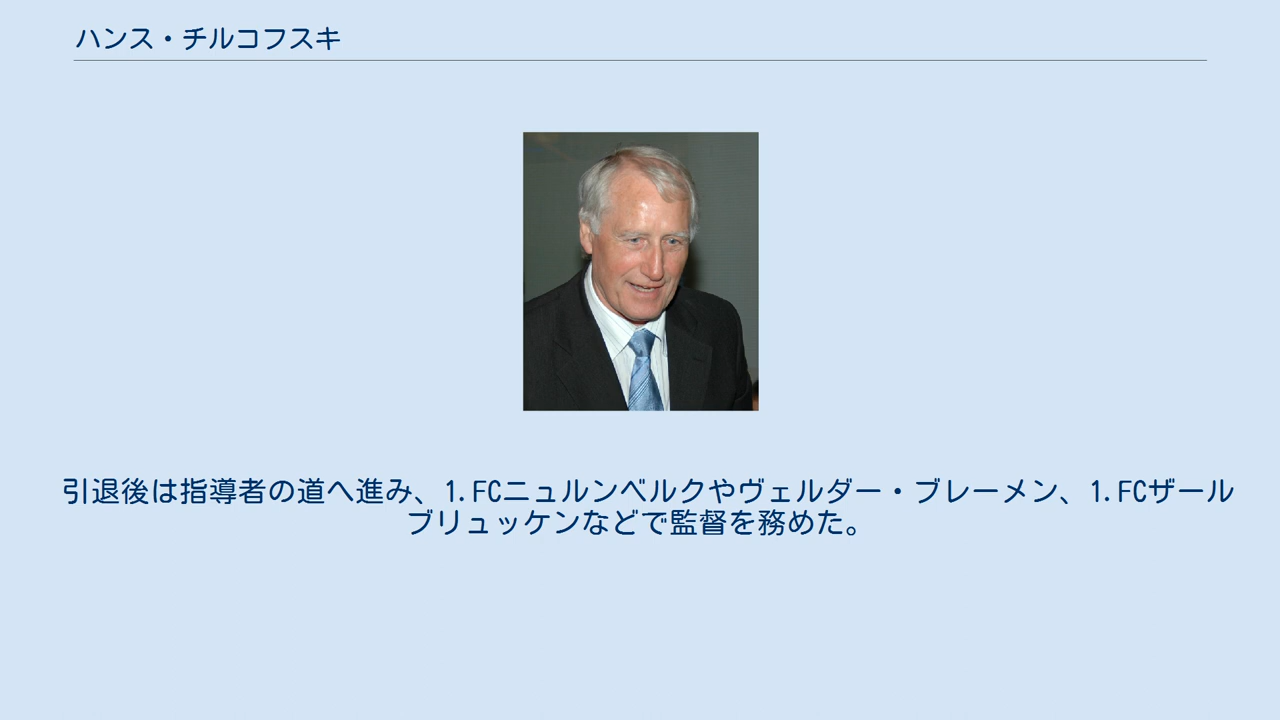 ハンス・チルコフスキ
引退後は指導者の道へ進み、1.FCニュルンベルクやヴェルダー・ブレーメン、1.FCザール
ブリュッケンなどで監督を務めた。